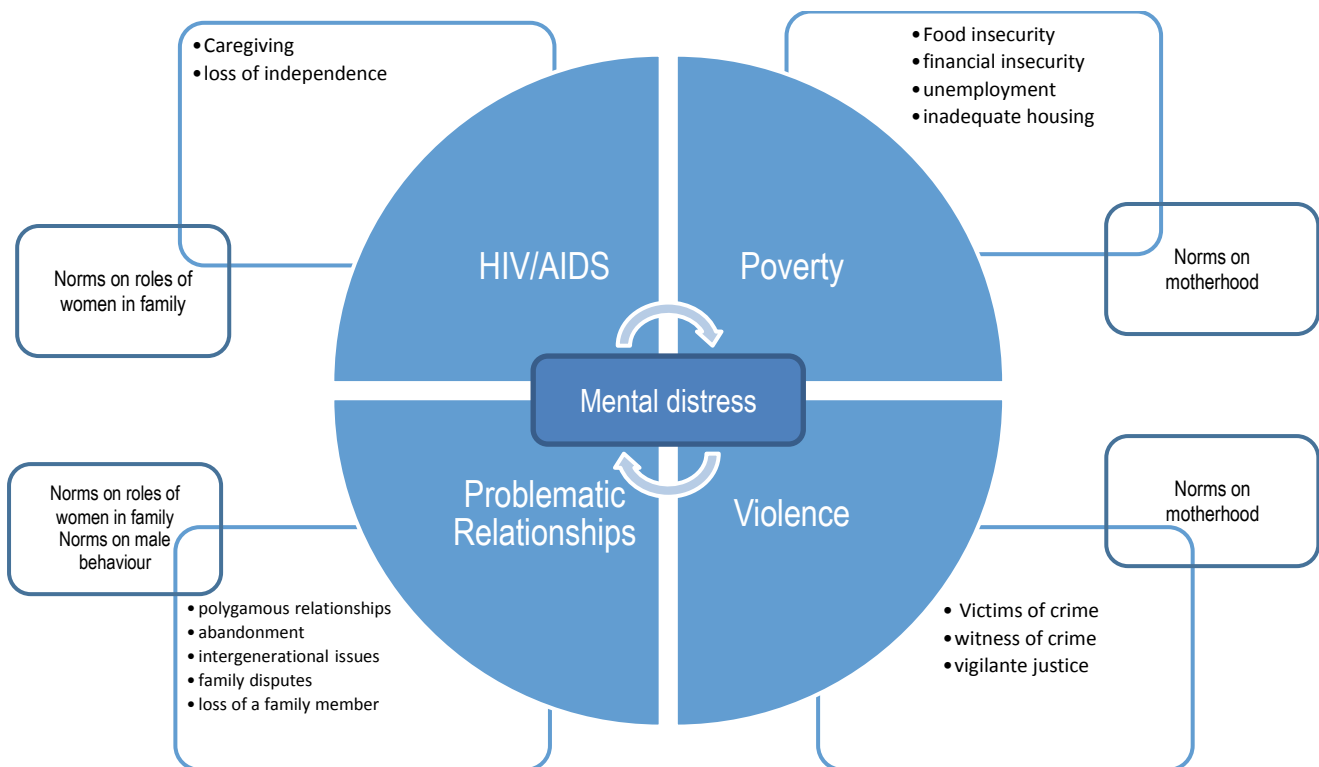 •Caregiving
•loss of independence
•Food insecurity
•financial insecurity
•unemployment
•inadequate housing
Norms on roles of
women in family
HIV/AIDS
Poverty
Norms on
motherhood
Mental distress
Norms on roles of
women in family
Norms on male
behaviour
Problematic
Relationships
Violence
Norms on
motherhood
•polygamous relationships
•abandonment
•intergenerational issues
•family disputes
•loss of a family member
• Victims of crime
•witness of crime
•vigilante justice